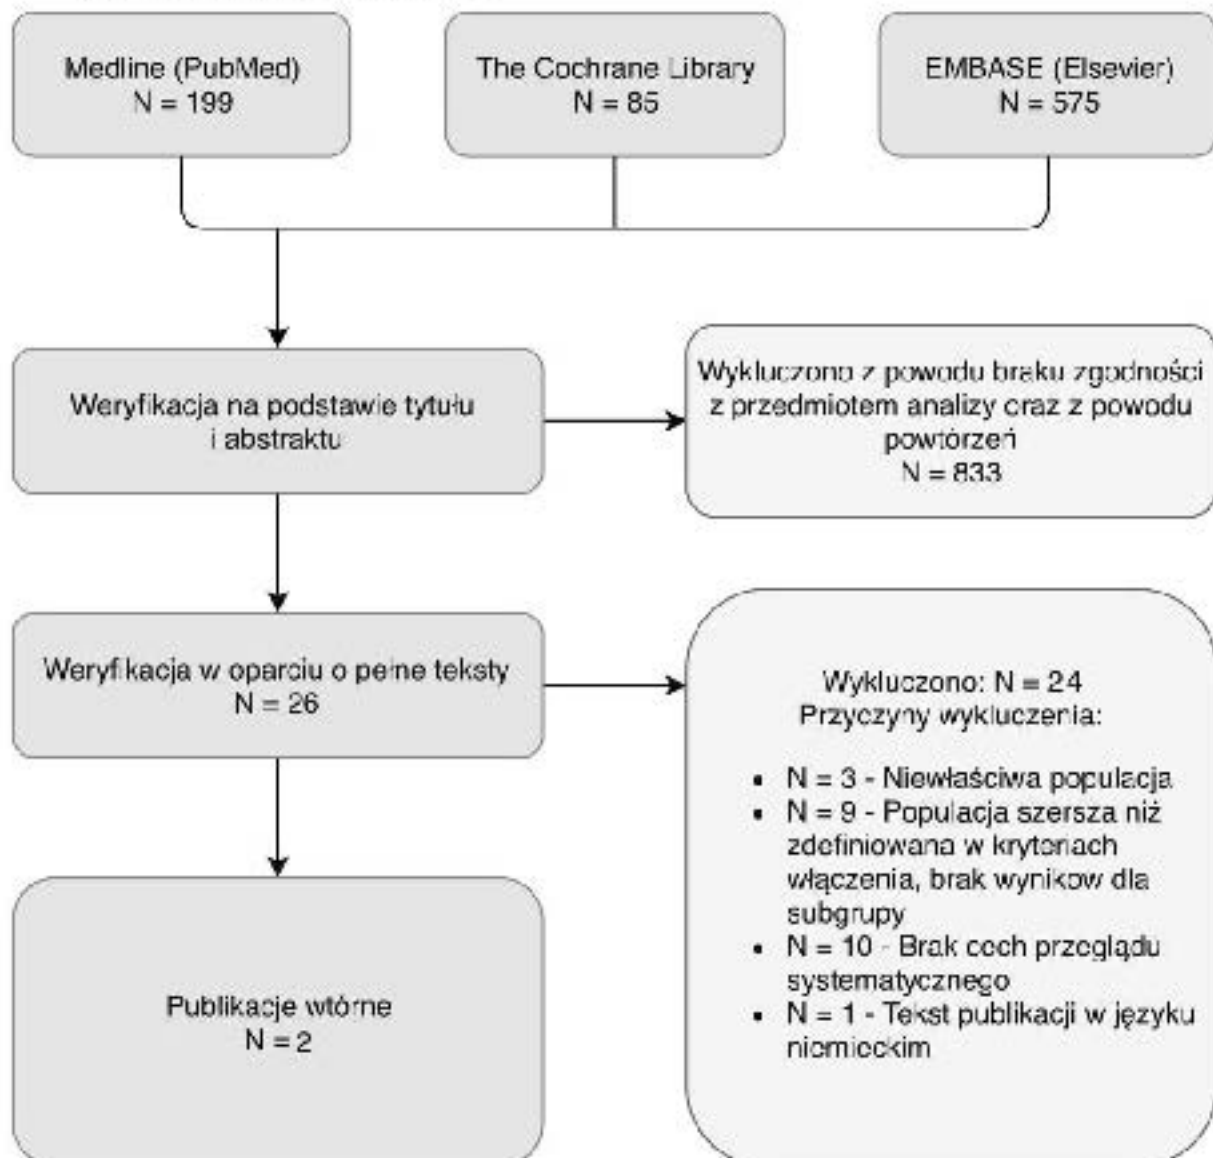 Medline (PubMed)
N = 199
The Cochrane Library
N = 85
EMBASE (Elsevier)
N = 575
Weryfikacja na podstawie tytułu
i abstraktu
Wykluczono z powodu braku zgodności
z przedmiotem analizy oraz z powodu
powtórzeń
N = 833
Weryfikacja w oparciu o pełne teksty
N = 26
Wykluczono: N = 24
Przyczyny wykluczenia:
• N = 3 - Niewłaściwa populacja
• N = 9 - Populacja szersza niż
zdefiniowana w kryteriach
włączenia, brak wynikow dla
subgrupy
• N = 10 - Brak cech przeglądu
systematycznego
• N = 1 - Tekst publikacji w języku
niemieckim
Publikacje wtórne
N = 2